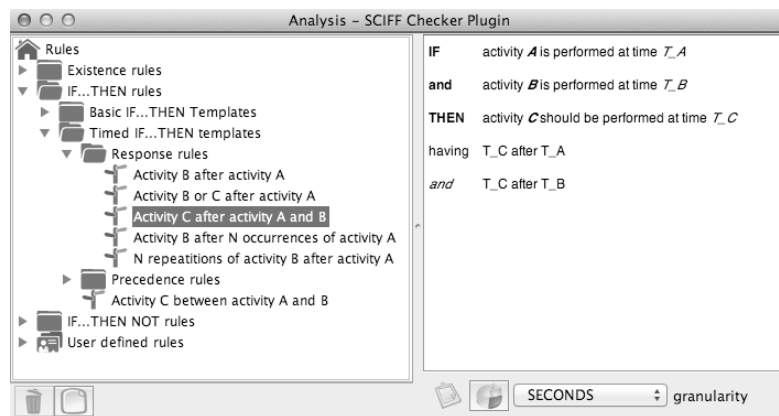 Analysis – SCIFF Checker Plugin
Rules
Existence rules
IF...THEN rules
Basic IF...THEN Templates
Timed IF...THEN templates
Response rules
Activity B after activity A
Activity B or C after activity A
Activity C after activity A and B
Activity B after N occurrences of activity A
N repeatitions of activity B after activity A
Precedence rules
Activity C between activity A and B
IF...THEN NOT rules
User defined rules
IF activity A is performed at time T_A
and activity B is performed at time T_B
THEN activity C should be performed at time T_C
having T_C after T_A
and T_C after T_B
SECONDS granularity